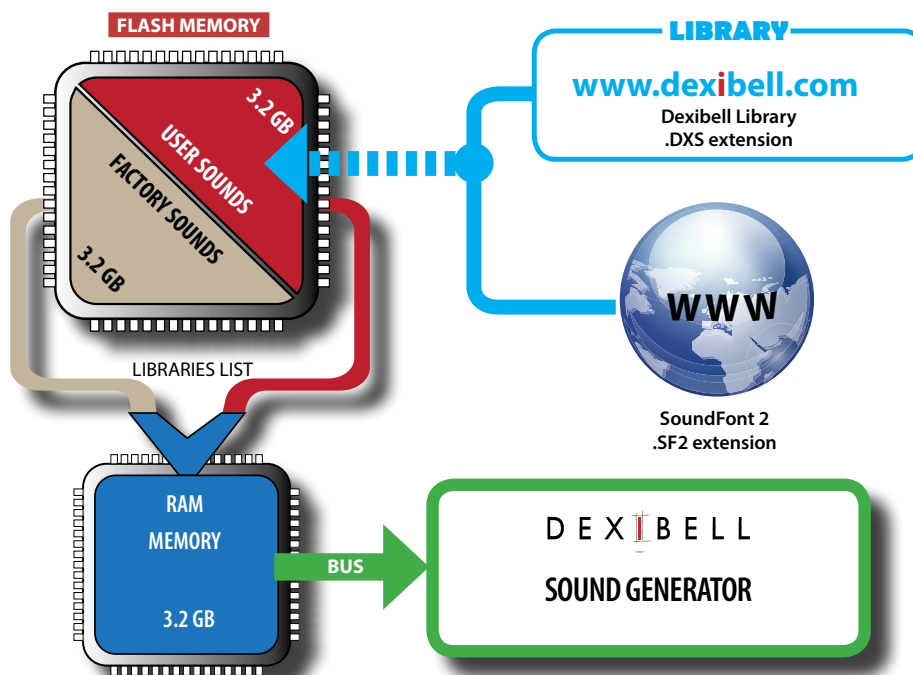 FLASH MEMORY
3.2 GB
USER SOUNDS
FACTORY SOUNDS
3.2 GB
LIBRARY
www.dexibell.com
Dexibell Library
.DXS extension
WWW
SoundFont 2
.SF2 extension
LIBRARIES LIST
RAM
MEMORY
3.2 GB
BUS
DEXIBELL
SOUND GENERATOR